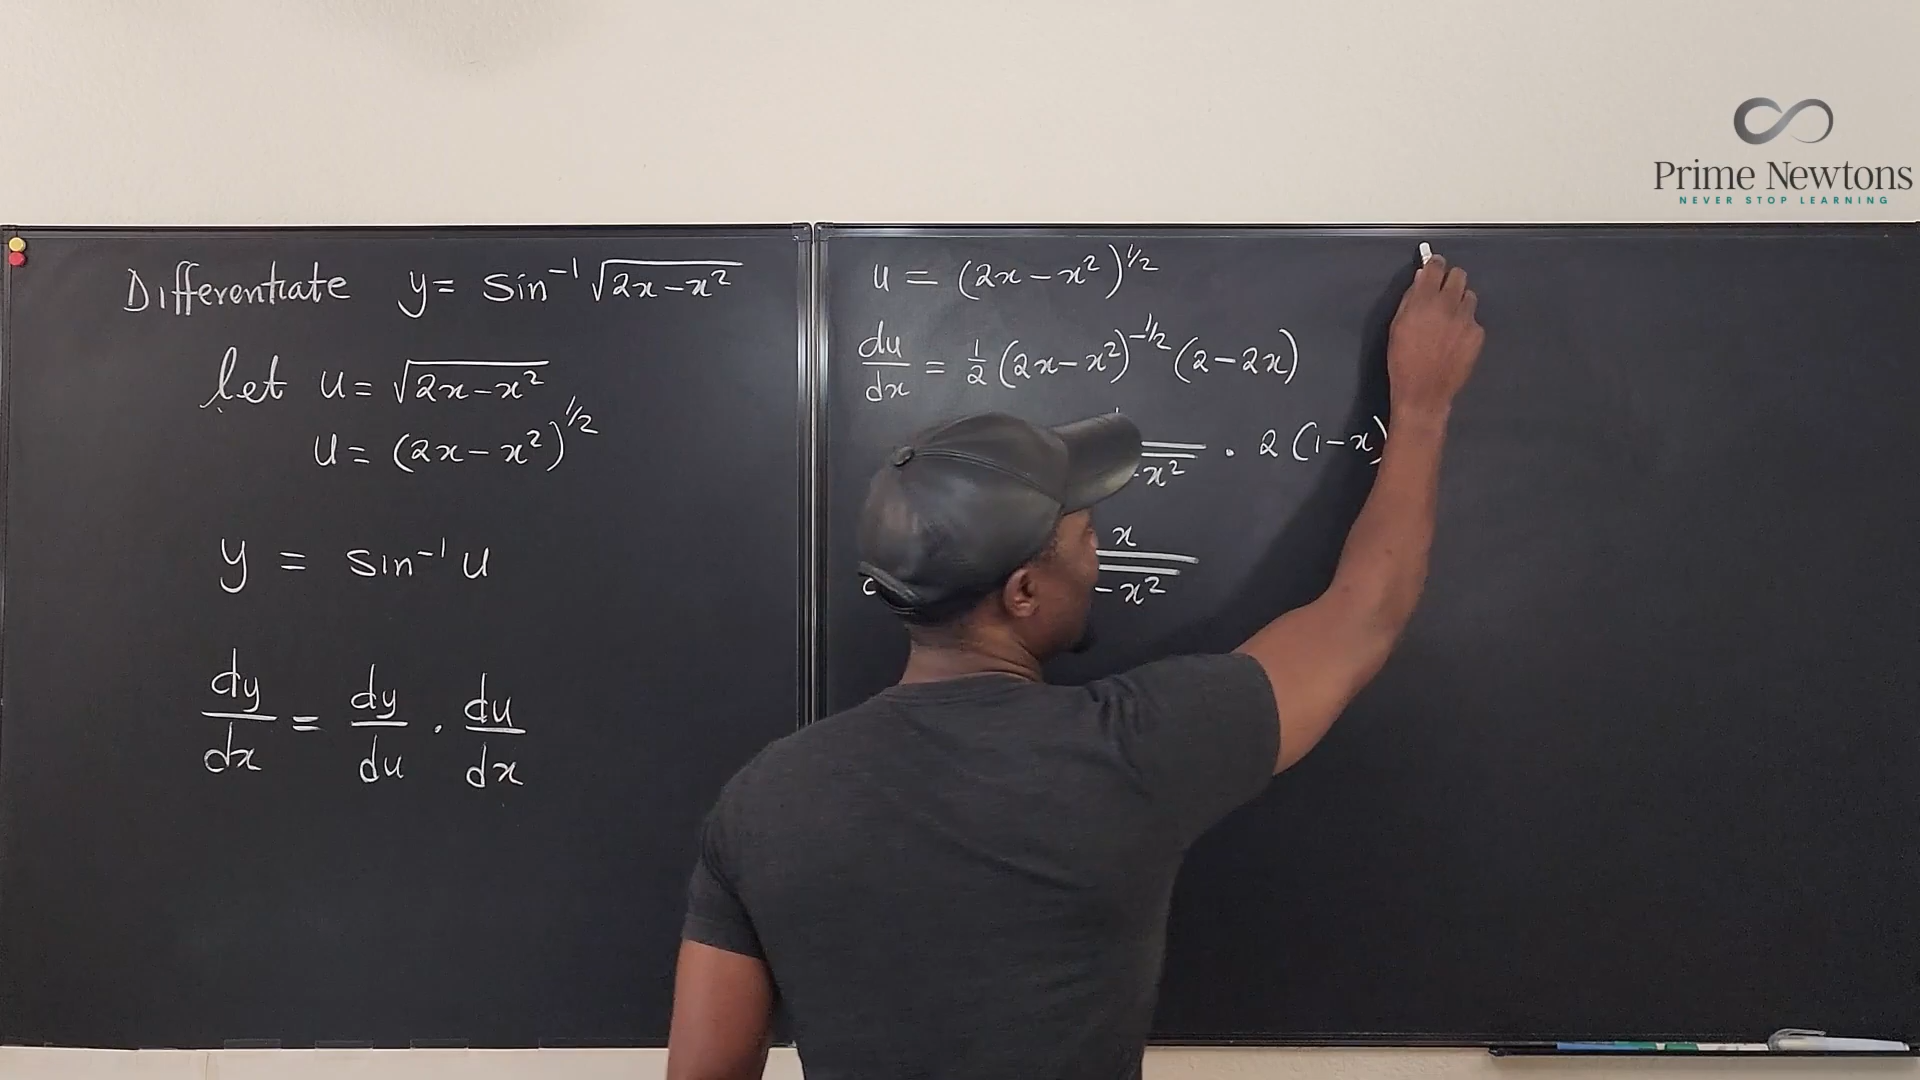 Prime Newtons
NEVER STOP LEARNING
Differentiate y = sin⁻¹ √(2x-x²)
let u = √(2x-x²)
u = (2x-x²)^1/2
y = sin⁻¹ u
dy/dx = dy/du · du/dx
u = (2x-x²)^1/2
du/dx = 1/2 (2x-x²)^-1/2 (2-2x)
-x² · 2(1-x)
x
-x²